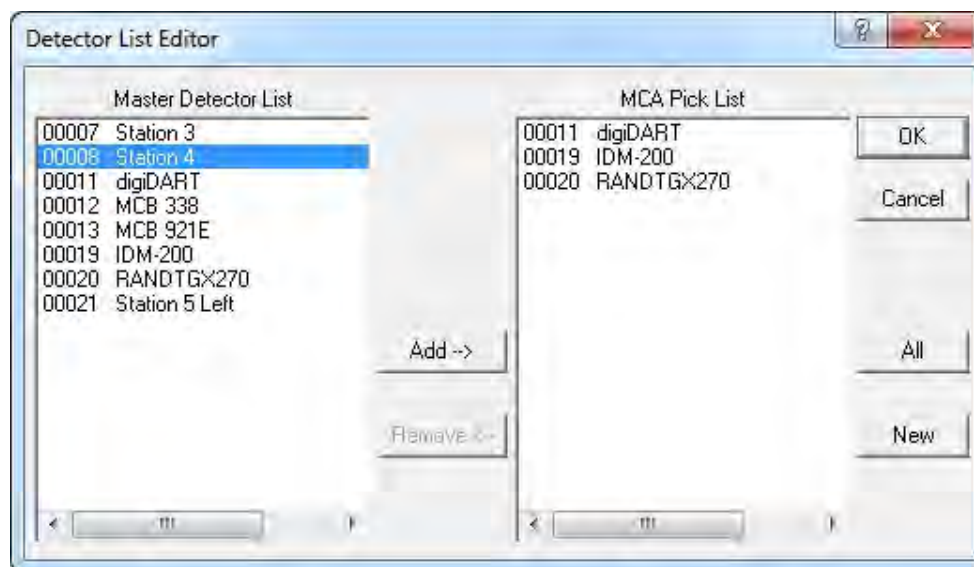 Detector List Editor
Master Detector List
00007 Station 3
00008 Station 4
00011 digiDART
00012 MCB 338
00013 MCB 921E
00019 IDM-200
00020 RANDTGX270
00021 Station 5 Left
Add -->
Remove <--
MCA Pick List
00011 digiDART
00019 IDM-200
00020 RANDTGX270
OK
Cancel
All
New